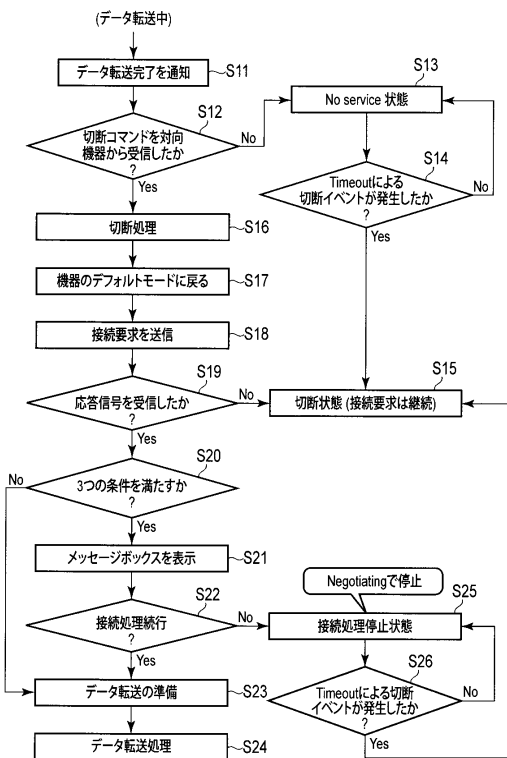 (データ転送中)
データ転送完了を通知
S11
S12
切断コマンドを対向
機器から受信したか
?
No
Yes
S13
No service 状態
S14
Timeoutによる
切断イベントが発生したか
?
No
Yes
切断処理
S16
機器のデフォルトモードに戻る
S17
接続要求を送信
S18
S19
応答信号を受信したか
?
No
Yes
S15
切断状態 (接続要求は継続)
S20
No
3つの条件を満たすか
?
Yes
メッセージボックスを表示
S21
S22
接続処理続行
?
No
Yes
Negotiatingで停止
S25
接続処理停止状態
S26
Timeoutによる切断
イベントが発生したか
?
No
Yes
データ転送の準備
S23
データ転送処理
S24